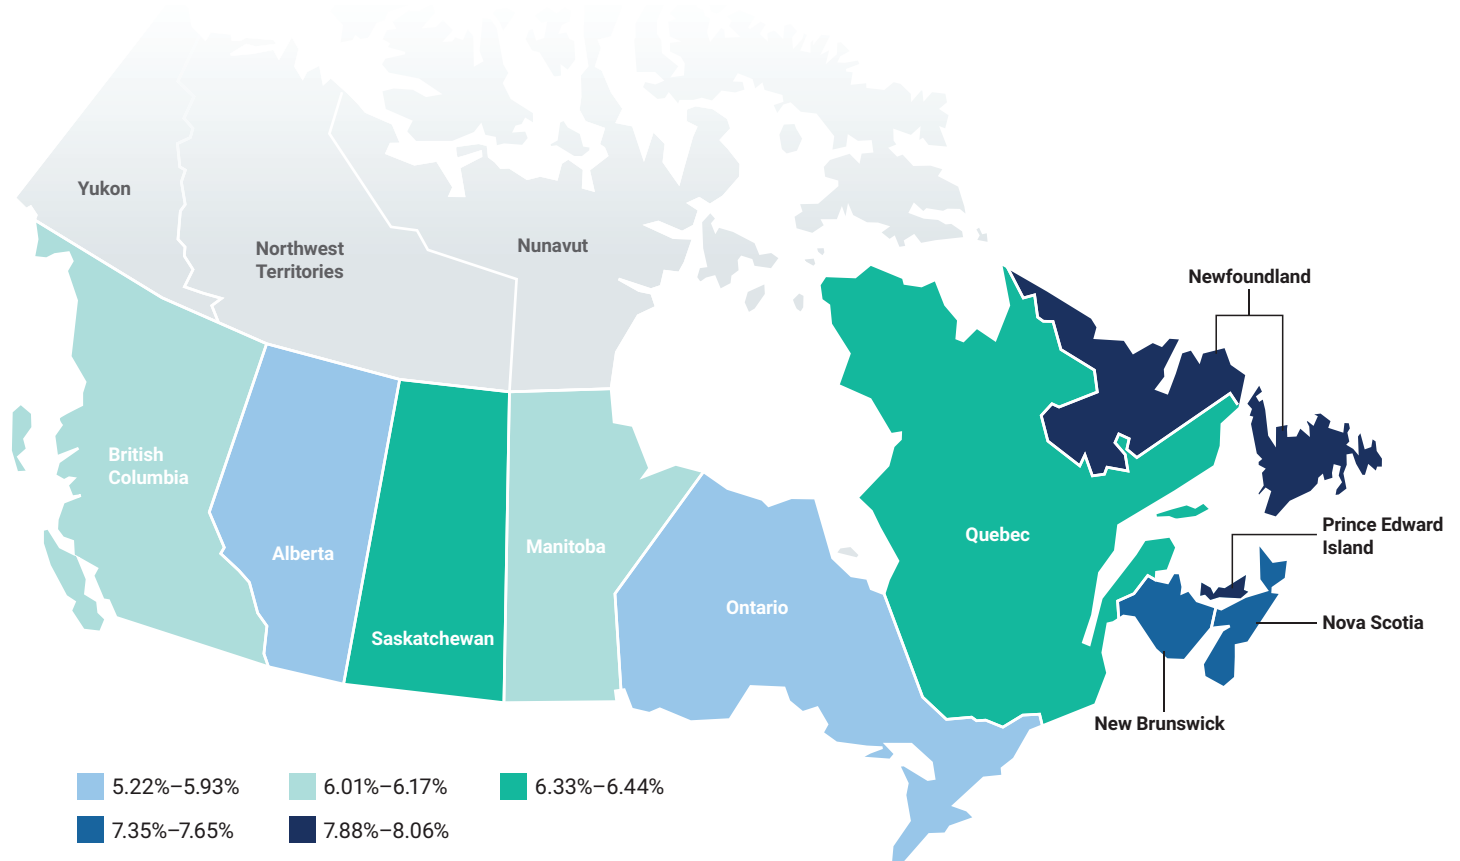 Yukon
Northwest
Territories
Nunavut
Newfoundland
British
Columbia
Alberta
Saskatchewan
Manitoba
Ontario
Quebec
Prince Edward
Island
Nova Scotia
New Brunswick
5.22%–5.93%
6.01%–6.17%
6.33%–6.44%
7.35%–7.65%
7.88%–8.06%